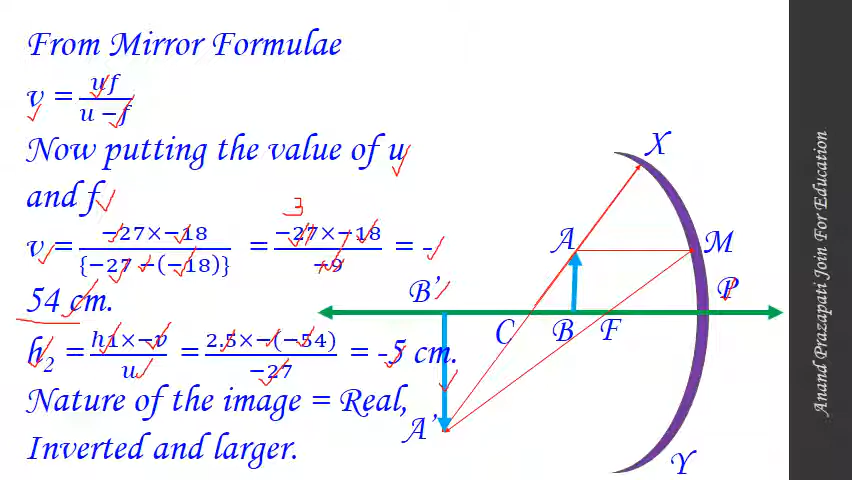 From Mirror Formulae
v = uf / u − f
Now putting the value of u
and f
3
v = −27×−18 / {−27 −(−18)} = −27×−18 / −9 = -
54 cm.
h₂ = h1×−v / u = 2.5×−(−54) / −27 = -5 cm.
Nature of the image = Real,
Inverted and larger.
X
A
M
B'
P
C
B
F
A'
Y
Anand Prazapati Join For Education